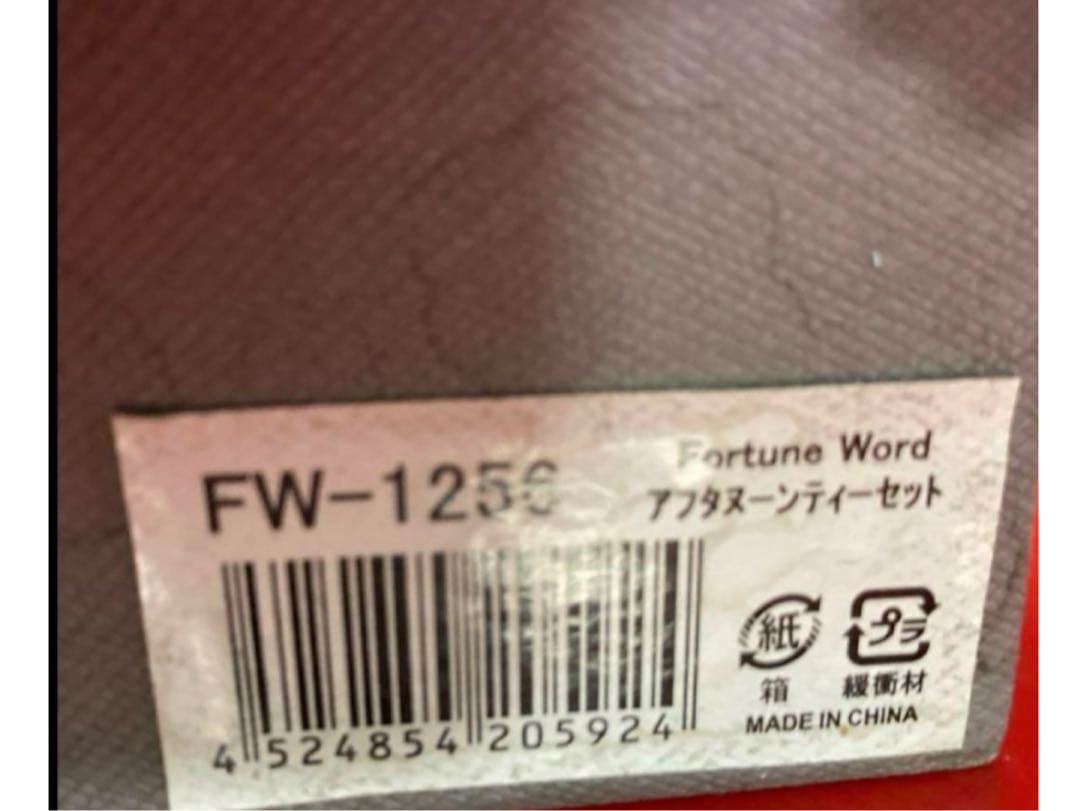 FW-1256
Fortune Word
アフタヌーンティーセット
紙
プラ
箱
緩衝材
MADE IN CHINA
4 524854 205924